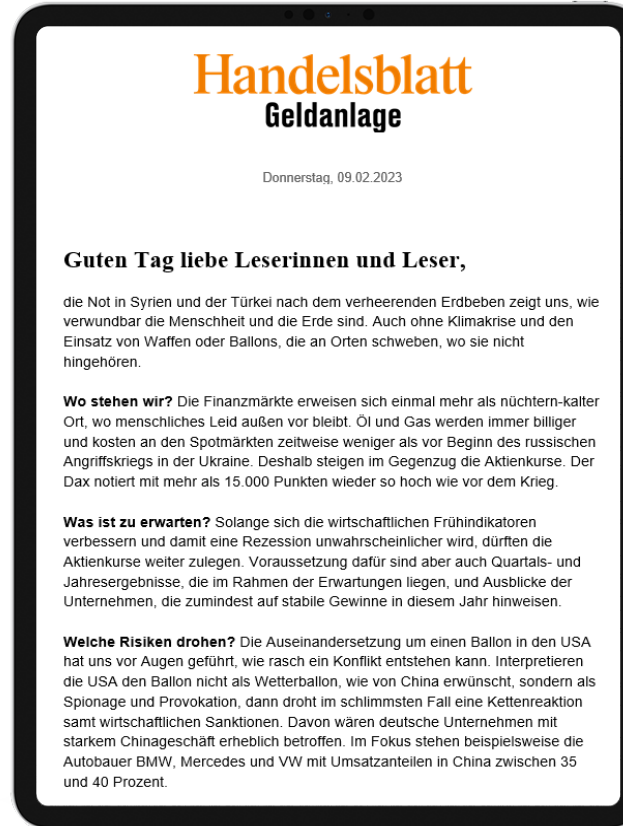 Handelsblatt
Geldanlage
Donnerstag, 09.02.2023
Guten Tag liebe Leserinnen und Leser,
die Not in Syrien und der Türkei nach dem verheerenden Erdbeben zeigt uns, wie
verwundbar die Menschheit und die Erde sind. Auch ohne Klimakrise und den
Einsatz von Waffen oder Ballons, die an Orten schweben, wo sie nicht
hingehören.
Wo stehen wir? Die Finanzmärkte erweisen sich einmal mehr als nüchtern-kalter
Ort, wo menschliches Leid außen vor bleibt. Öl und Gas werden immer billiger
und kosten an den Spotmärkten zeitweise weniger als vor Beginn des russischen
Angriffskriegs in der Ukraine. Deshalb steigen im Gegenzug die Aktienkurse. Der
Dax notiert mit mehr als 15.000 Punkten wieder so hoch wie vor dem Krieg.
Was ist zu erwarten? Solange sich die wirtschaftlichen Frühindikatoren
verbessern und damit eine Rezession unwahrscheinlicher wird, dürften die
Aktienkurse weiter zulegen. Voraussetzung dafür sind aber auch Quartals- und
Jahresergebnisse, die im Rahmen der Erwartungen liegen, und Ausblicke der
Unternehmen, die zumindest auf stabile Gewinne in diesem Jahr hinweisen.
Welche Risiken drohen? Die Auseinandersetzung um einen Ballon in den USA
hat uns vor Augen geführt, wie rasch ein Konflikt entstehen kann. Interpretieren
die USA den Ballon nicht als Wetterballon, wie von China erwünscht, sondern als
Spionage und Provokation, dann droht im schlimmsten Fall eine Kettenreaktion
samt wirtschaftlichen Sanktionen. Davon wären deutsche Unternehmen mit
starkem Chinageschäft erheblich betroffen. Im Fokus stehen beispielsweise die
Autobauer BMW, Mercedes und VW mit Umsatzanteilen in China zwischen 35
und 40 Prozent.